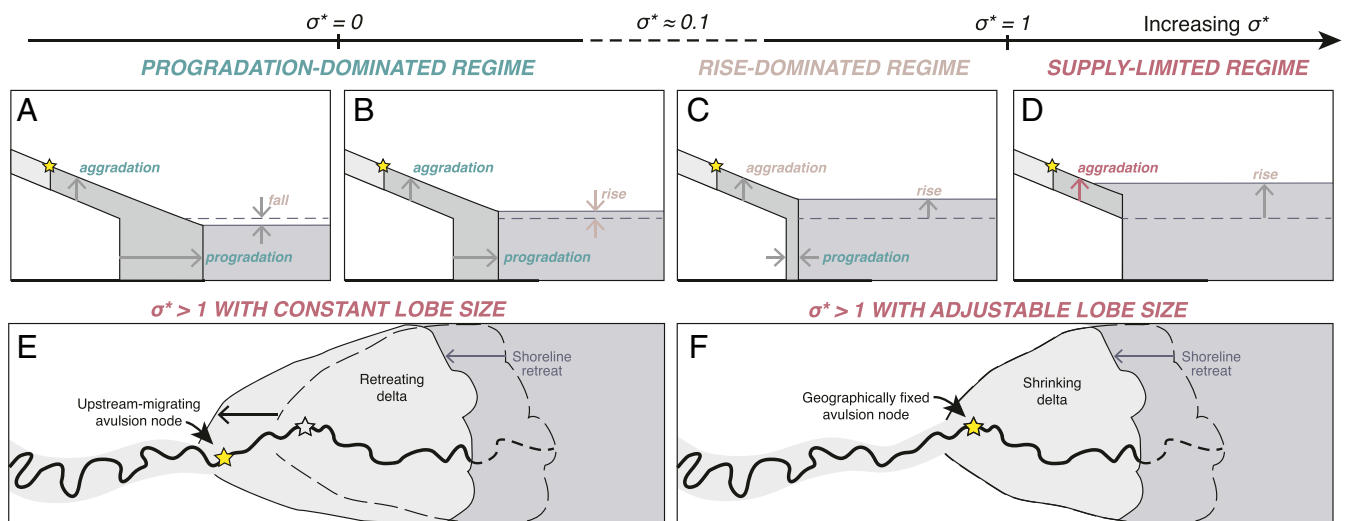 σ* = 0
σ* ≈ 0.1
σ* = 1
Increasing σ*
PROGRADATION-DOMINATED REGIME
RISE-DOMINATED REGIME
SUPPLY-LIMITED REGIME
A
aggradation
fall
progradation
B
aggradation
rise
progradation
C
aggradation
rise
progradation
D
aggradation
rise
σ* > 1 WITH CONSTANT LOBE SIZE
σ* > 1 WITH ADJUSTABLE LOBE SIZE
E
Shoreline
retreat
Retreating
delta
Upstream-migrating
avulsion node
F
Shoreline
retreat
Shrinking
delta
Geographically fixed
avulsion node